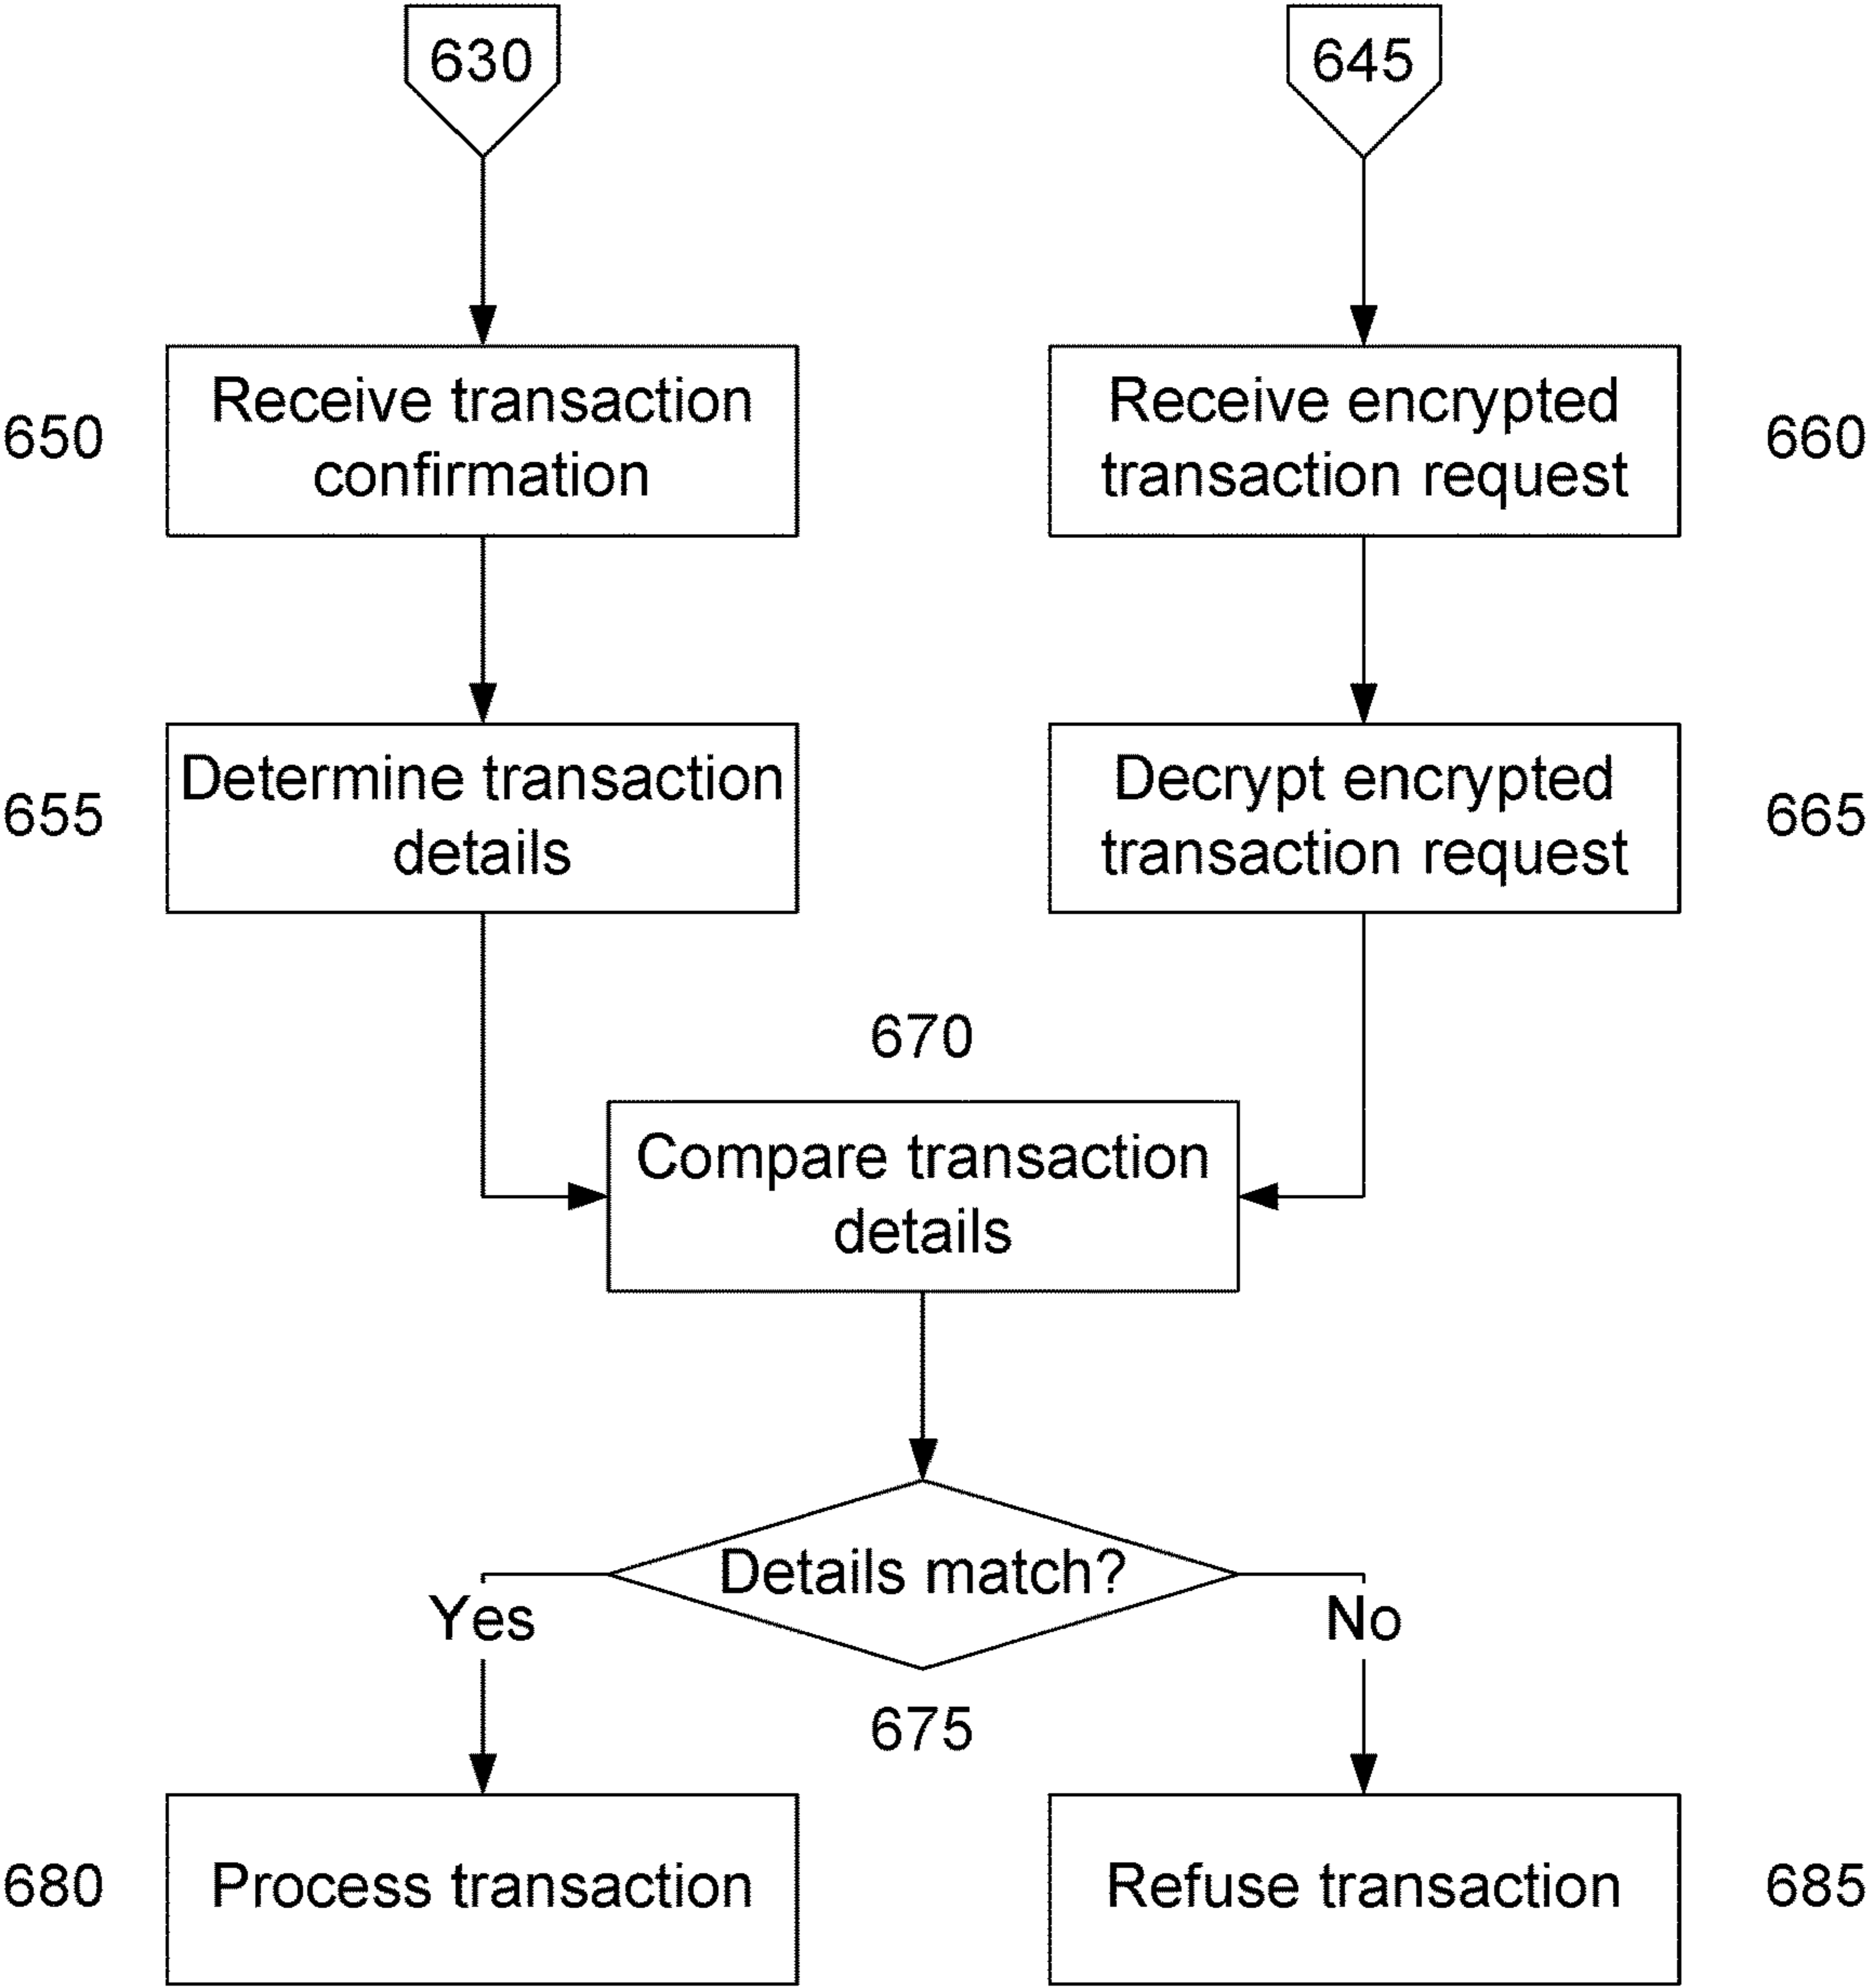 630
645
650
Receive transaction
confirmation
Receive encrypted
transaction request
660
655
Determine transaction
details
Decrypt encrypted
transaction request
665
670
Compare transaction
details
Details match?
Yes
No
675
680
Process transaction
Refuse transaction
685